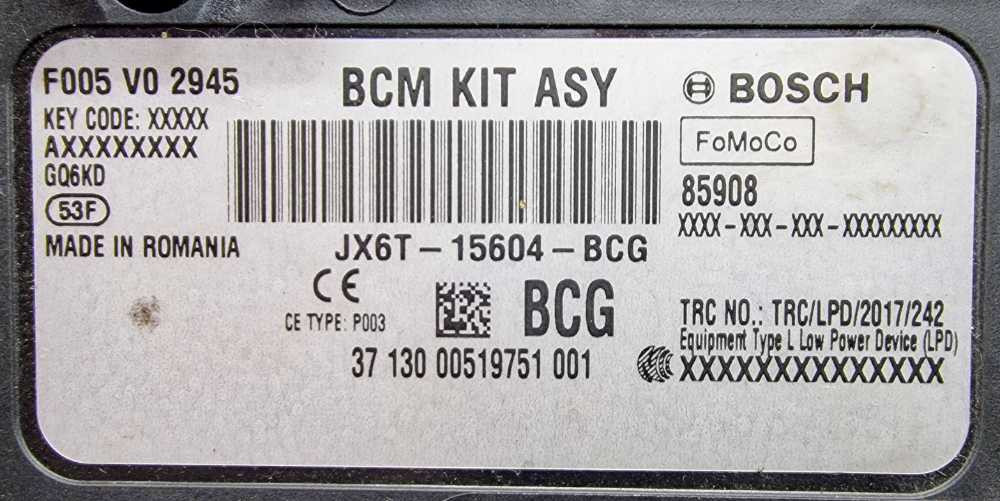 F005 V0 2945
BCM KIT ASY
BOSCH
KEY CODE: XXXXX
AXXXXXXXX
GQ6KD
53F
MADE IN ROMANIA
FoMoCo
85908
XXXX-XXX-XXX-XXXXXXXXX
JX6T-15604-BCG
CE
CE TYPE: P003
BCG
37 130 00519751 001
TRC NO.: TRC/LPD/2017/242
Equipment Type L Low Power Device (LPD)
XXXXXXXXXXXXXX